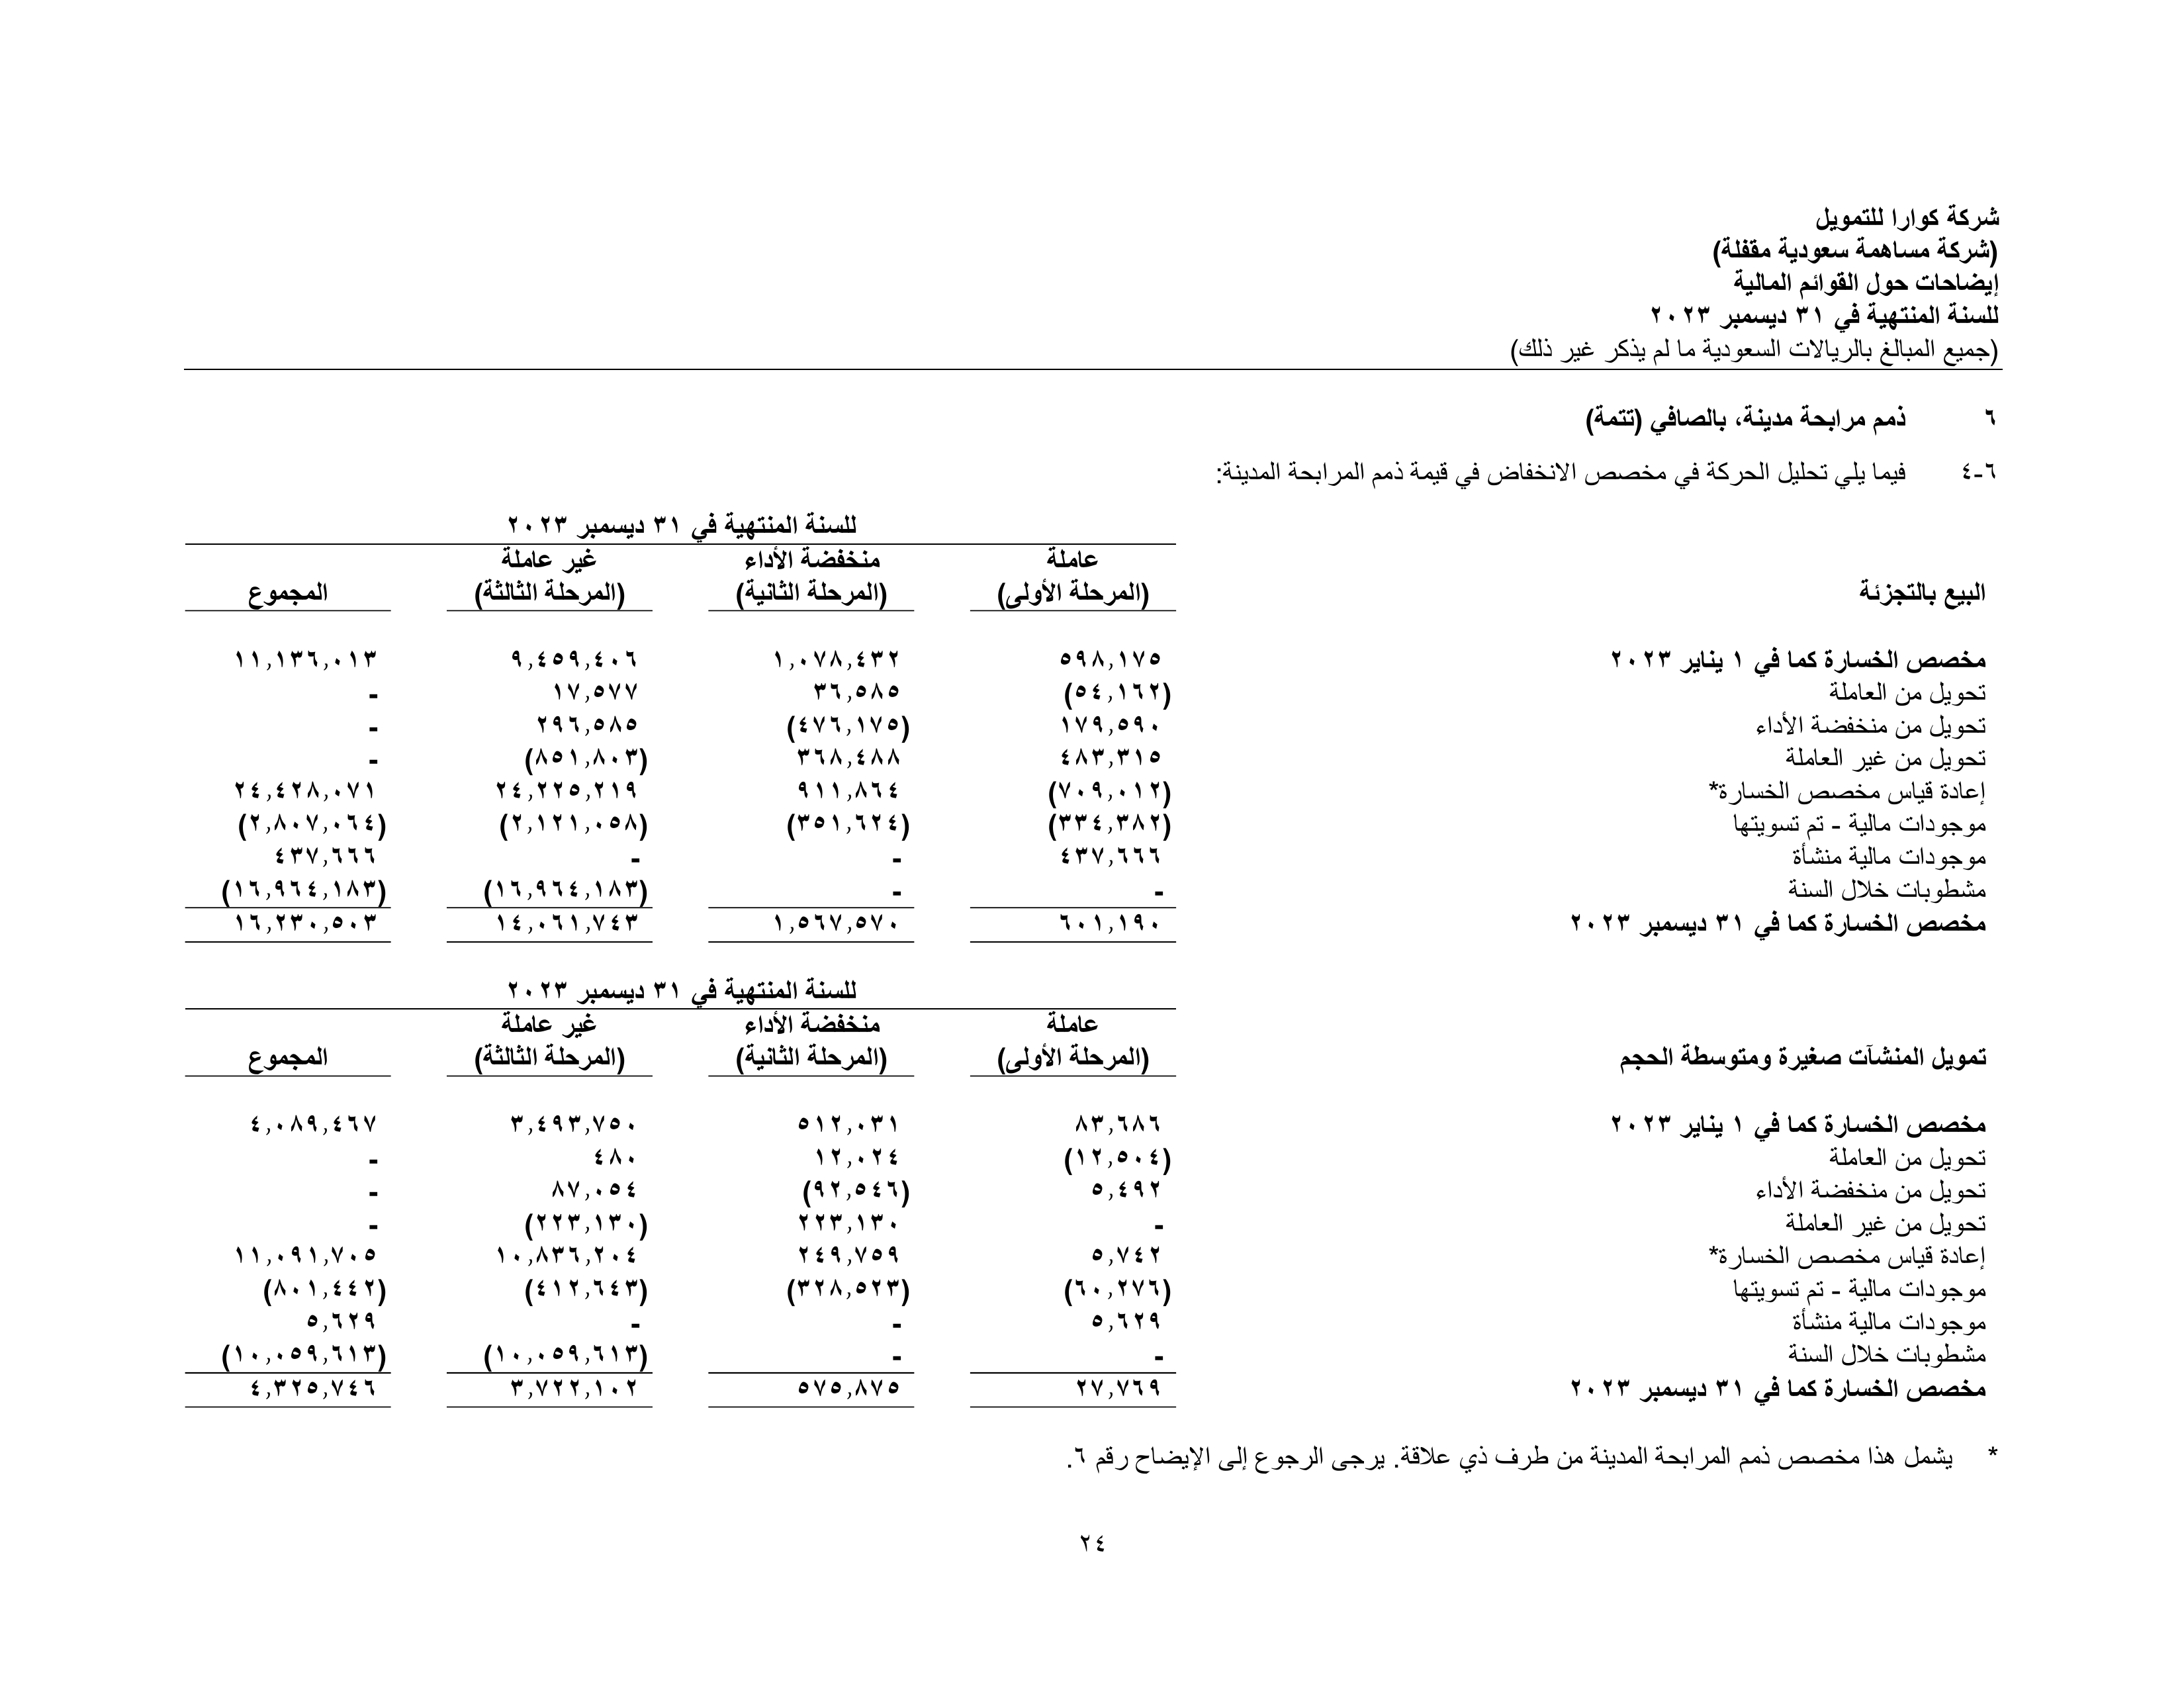 شركة كوارا للتمويل
(شركة مساهمة سعودية مقفلة)
إيضاحات حول القوائم المالية
للسنة المنتهية في ٣١ ديسمبر ٢٠٢٣
(جميع المبالغ بالريالات السعودية ما لم يذكر غير ذلك)
٦ ذمم مرابحة مدينة، بالصافي (تتمة)
٦-٤ فيما يلي تحليل الحركة في مخصص الانخفاض في قيمة ذمم المرابحة المدينة:
للسنة المنتهية في ٣١ ديسمبر ٢٠٢٣
عاملة منخفضة الأداء غير عاملة
البيع بالتجزئة (المرحلة الأولى) (المرحلة الثانية) (المرحلة الثالثة) المجموع
مخصص الخسارة كما في ١ يناير ٢٠٢٣ ٥٩٨,١٧٥ ١,٠٧٨,٤٣٢ ٩,٤٥٩,٤٠٦ ١١,١٣٦,٠١٣
تحويل من العاملة (٥٤,١٦٢) ٣٦,٥٨٥ ١٧,٥٧٧ -
تحويل من منخفضة الأداء ١٧٩,٥٩٠ (٤٧٦,١٧٥) ٢٩٦,٥٨٥ -
تحويل من غير العاملة ٤٨٣,٣١٥ ٣٦٨,٤٨٨ (٨٥١,٨٠٣) -
إعادة قياس مخصص الخسارة* (٧٠٩,٠١٢) ٩١١,٨٦٤ ٢٤,٢٢٥,٢١٩ ٢٤,٤٢٨,٠٧١
موجودات مالية - تم تسويتها (٣٣٤,٣٨٢) (٣٥١,٦٢٤) (٢,١٢١,٠٥٨) (٢,٨٠٧,٠٦٤)
موجودات مالية منشأة ٤٣٧,٦٦٦ - - ٤٣٧,٦٦٦
مشطوبات خلال السنة - - (١٦,٩٦٤,١٨٣) (١٦,٩٦٤,١٨٣)
مخصص الخسارة كما في ٣١ ديسمبر ٢٠٢٣ ٦٠١,١٩٠ ١,٥٦٧,٥٧٠ ١٤,٠٦١,٧٤٣ ١٦,٢٣٠,٥٠٣
للسنة المنتهية في ٣١ ديسمبر ٢٠٢٣
عاملة منخفضة الأداء غير عاملة
تمويل المنشآت صغيرة ومتوسطة الحجم (المرحلة الأولى) (المرحلة الثانية) (المرحلة الثالثة) المجموع
مخصص الخسارة كما في ١ يناير ٢٠٢٣ ٨٣,٦٨٦ ٥١٢,٠٣١ ٣,٤٩٣,٧٥٠ ٤,٠٨٩,٤٦٧
تحويل من العاملة (١٢,٥٠٤) ١٢,٠٢٤ ٤٨٠ -
تحويل من منخفضة الأداء ٥,٤٩٢ (٩٢,٥٤٦) ٨٧,٠٥٤ -
تحويل من غير العاملة - ٢٢٣,١٣٠ (٢٢٣,١٣٠) -
إعادة قياس مخصص الخسارة* ٥,٧٤٢ ٢٤٩,٧٥٩ ١٠,٨٣٦,٢٠٤ ١١,٠٩١,٧٠٥
موجودات مالية - تم تسويتها (٦٠,٢٧٦) (٣٢٨,٥٢٣) (٤١٢,٦٤٣) (٨٠١,٤٤٢)
موجودات مالية منشأة ٥,٦٢٩ - - ٥,٦٢٩
مشطوبات خلال السنة - - (١٠,٠٥٩,٦١٣) (١٠,٠٥٩,٦١٣)
مخصص الخسارة كما في ٣١ ديسمبر ٢٠٢٣ ٢٧,٧٦٩ ٥٧٥,٨٧٥ ٣,٧٢٢,١٠٢ ٤,٣٢٥,٧٤٦
* يشمل هذا مخصص ذمم المرابحة المدينة من طرف ذي علاقة. يرجى الرجوع إلى الإيضاح رقم ٦.
٢٤